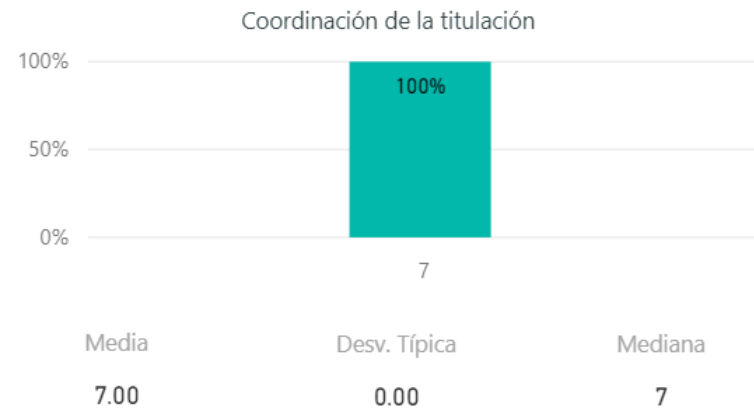 Coordinación de la titulación
100%
100%
50%
0%
7
Media Desv. Típica Mediana
7.00 0.00 7